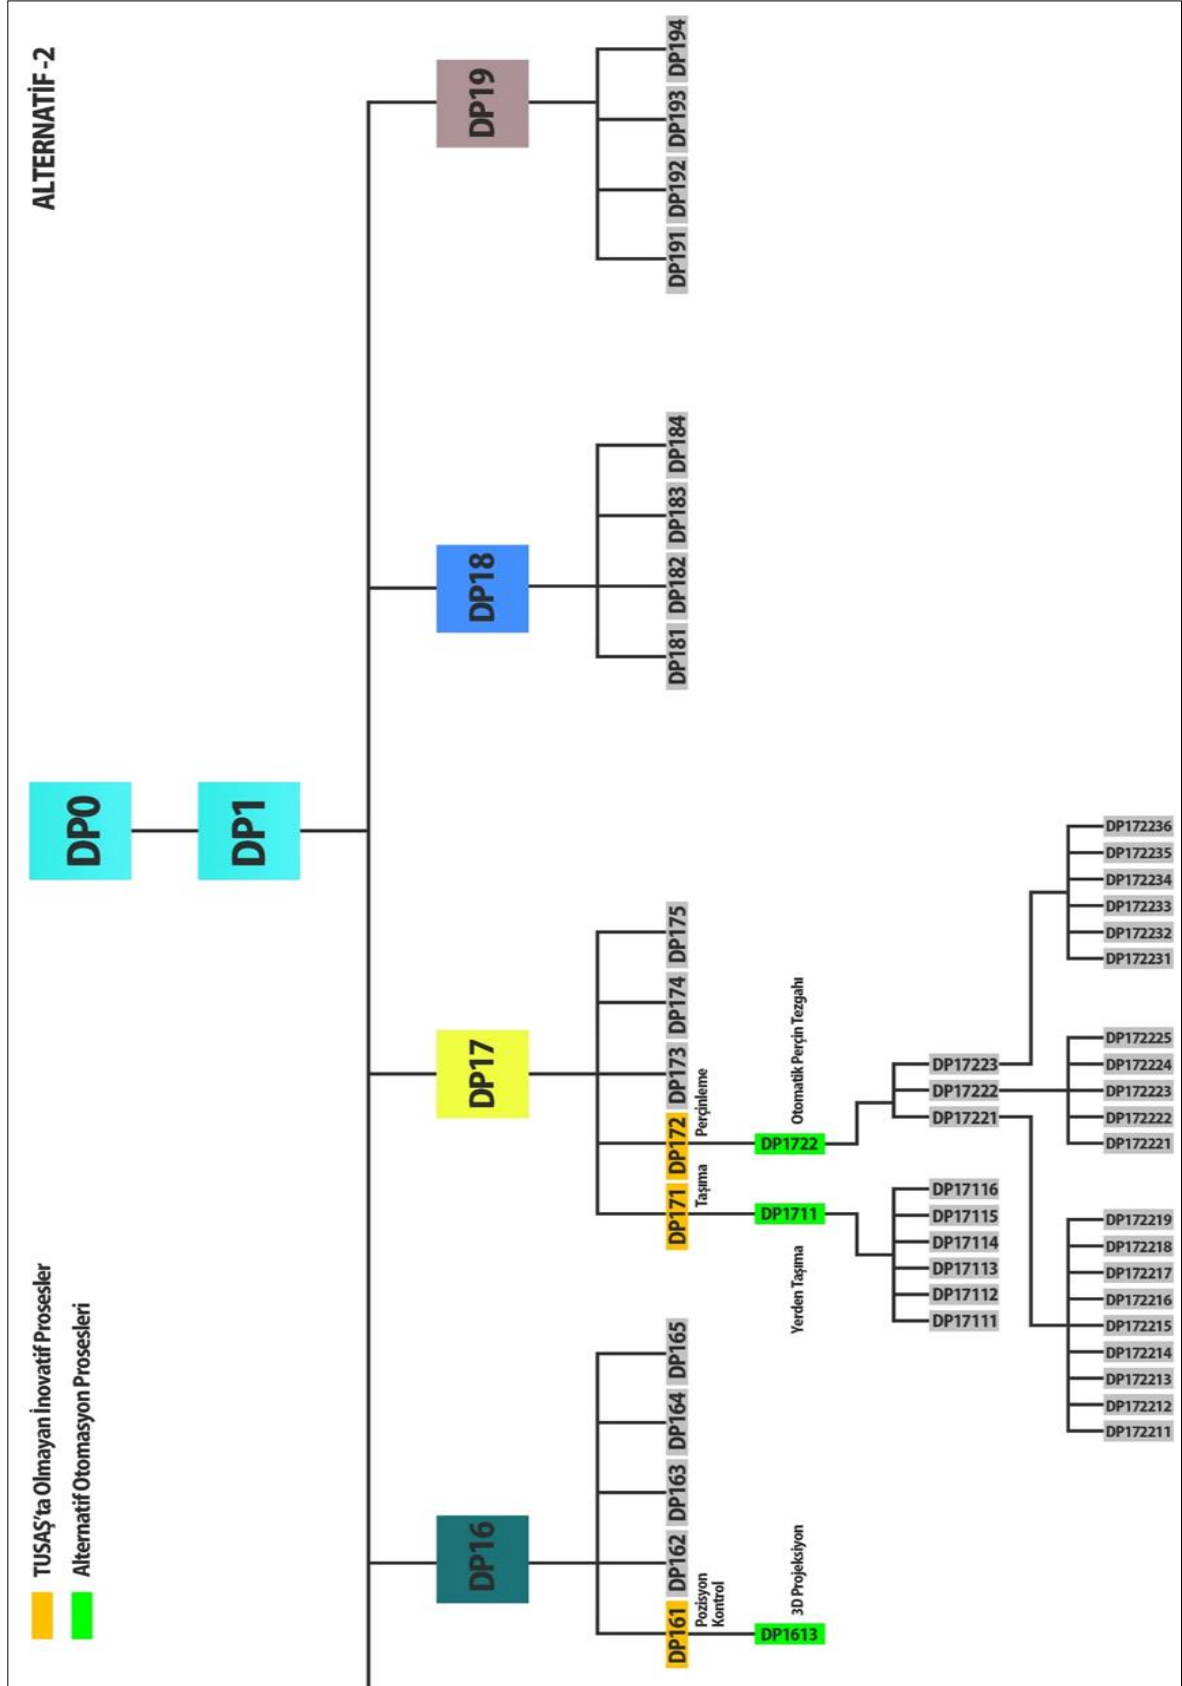 ALTERNATİF-2
TUSAŞ'ta Olmayan İnovatif Prosesler
Alternatif Otomasyon Prosesleri
DP0
DP1
DP16
DP17
DP18
DP19
DP161
DP162
DP163
DP164
DP165
DP171
DP172
DP173
DP174
DP175
DP181
DP182
DP183
DP184
DP191
DP192
DP193
DP194
Pozisyon
Kontrol
Taşıma
Perçinleme
DP1613
DP1711
DP1722
3D Projeksiyon
Yerden Taşıma
Otomatik Perçin Tezgahı
DP17111
DP17112
DP17113
DP17114
DP17115
DP17116
DP17221
DP17222
DP17223
DP172211
DP172212
DP172213
DP172214
DP172215
DP172216
DP172217
DP172218
DP172219
DP172221
DP172222
DP172223
DP172224
DP172225
DP172231
DP172232
DP172233
DP172234
DP172235
DP172236